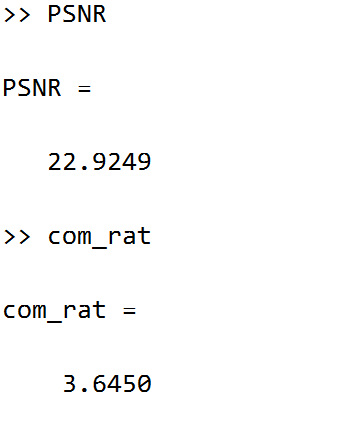 >> PSNR
PSNR =
22.9249
>> com_rat
com_rat =
3.6450